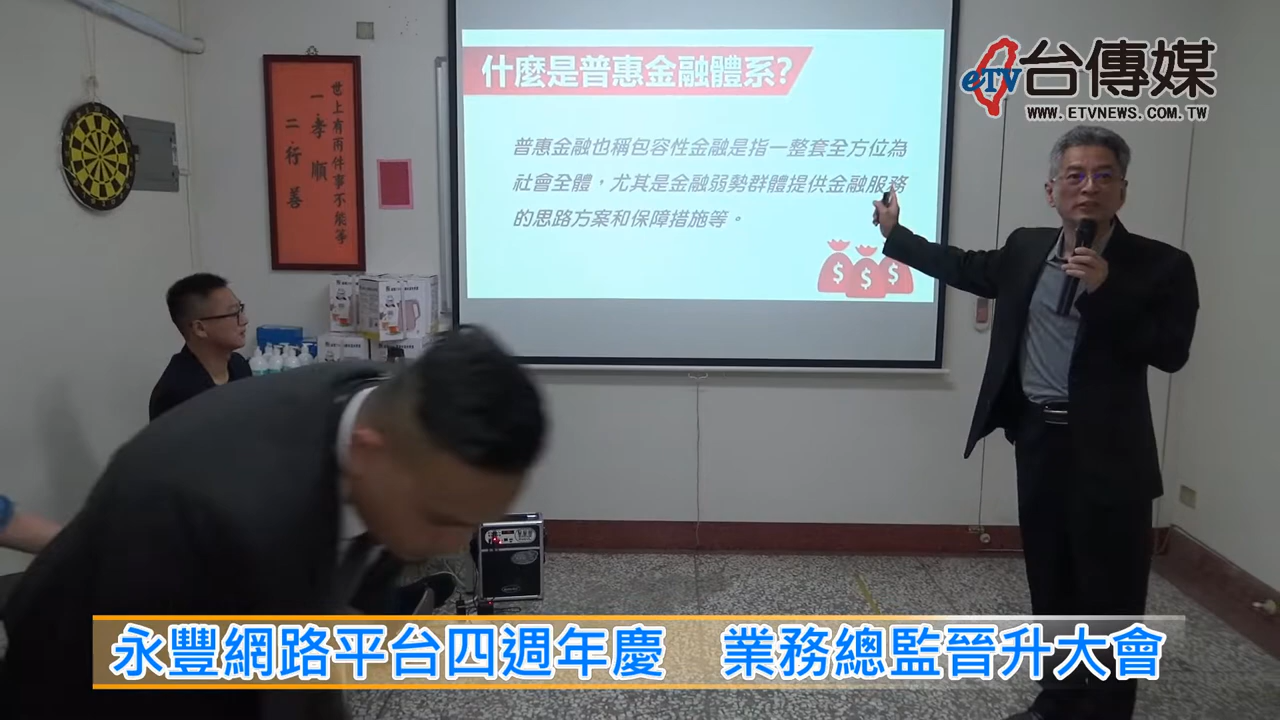 eTV台傳媒
WWW.ETVNEWS.COM.TW
什麼是普惠金融體系?
普惠金融也稱包容性金融是指一整套全方位為
社會全體，尤其是金融弱勢群體提供金融服務
的思路方案和保障措施等。
世上有兩件事不能等
一·孝順
二·行善
永豐網路平台四週年慶 業務總監晉升大會